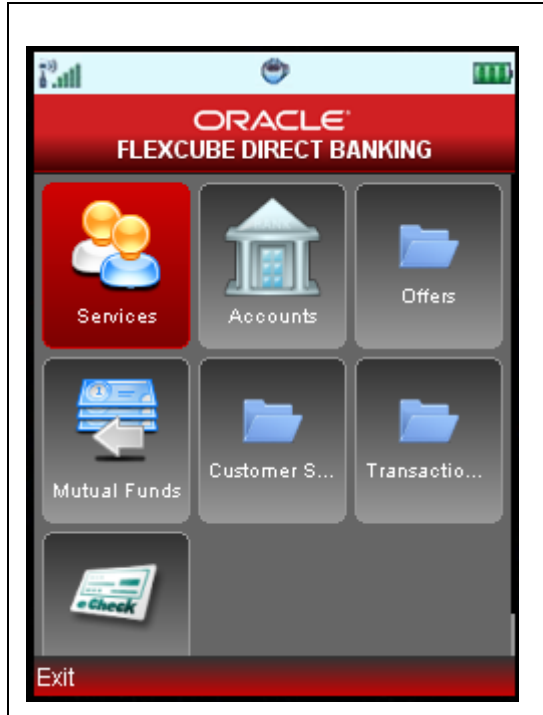 ORACLE
FLEXCUBE DIRECT BANKING
Services
Accounts
Offers
Mutual Funds
Customer S...
Transactio...
eCheck
Exit